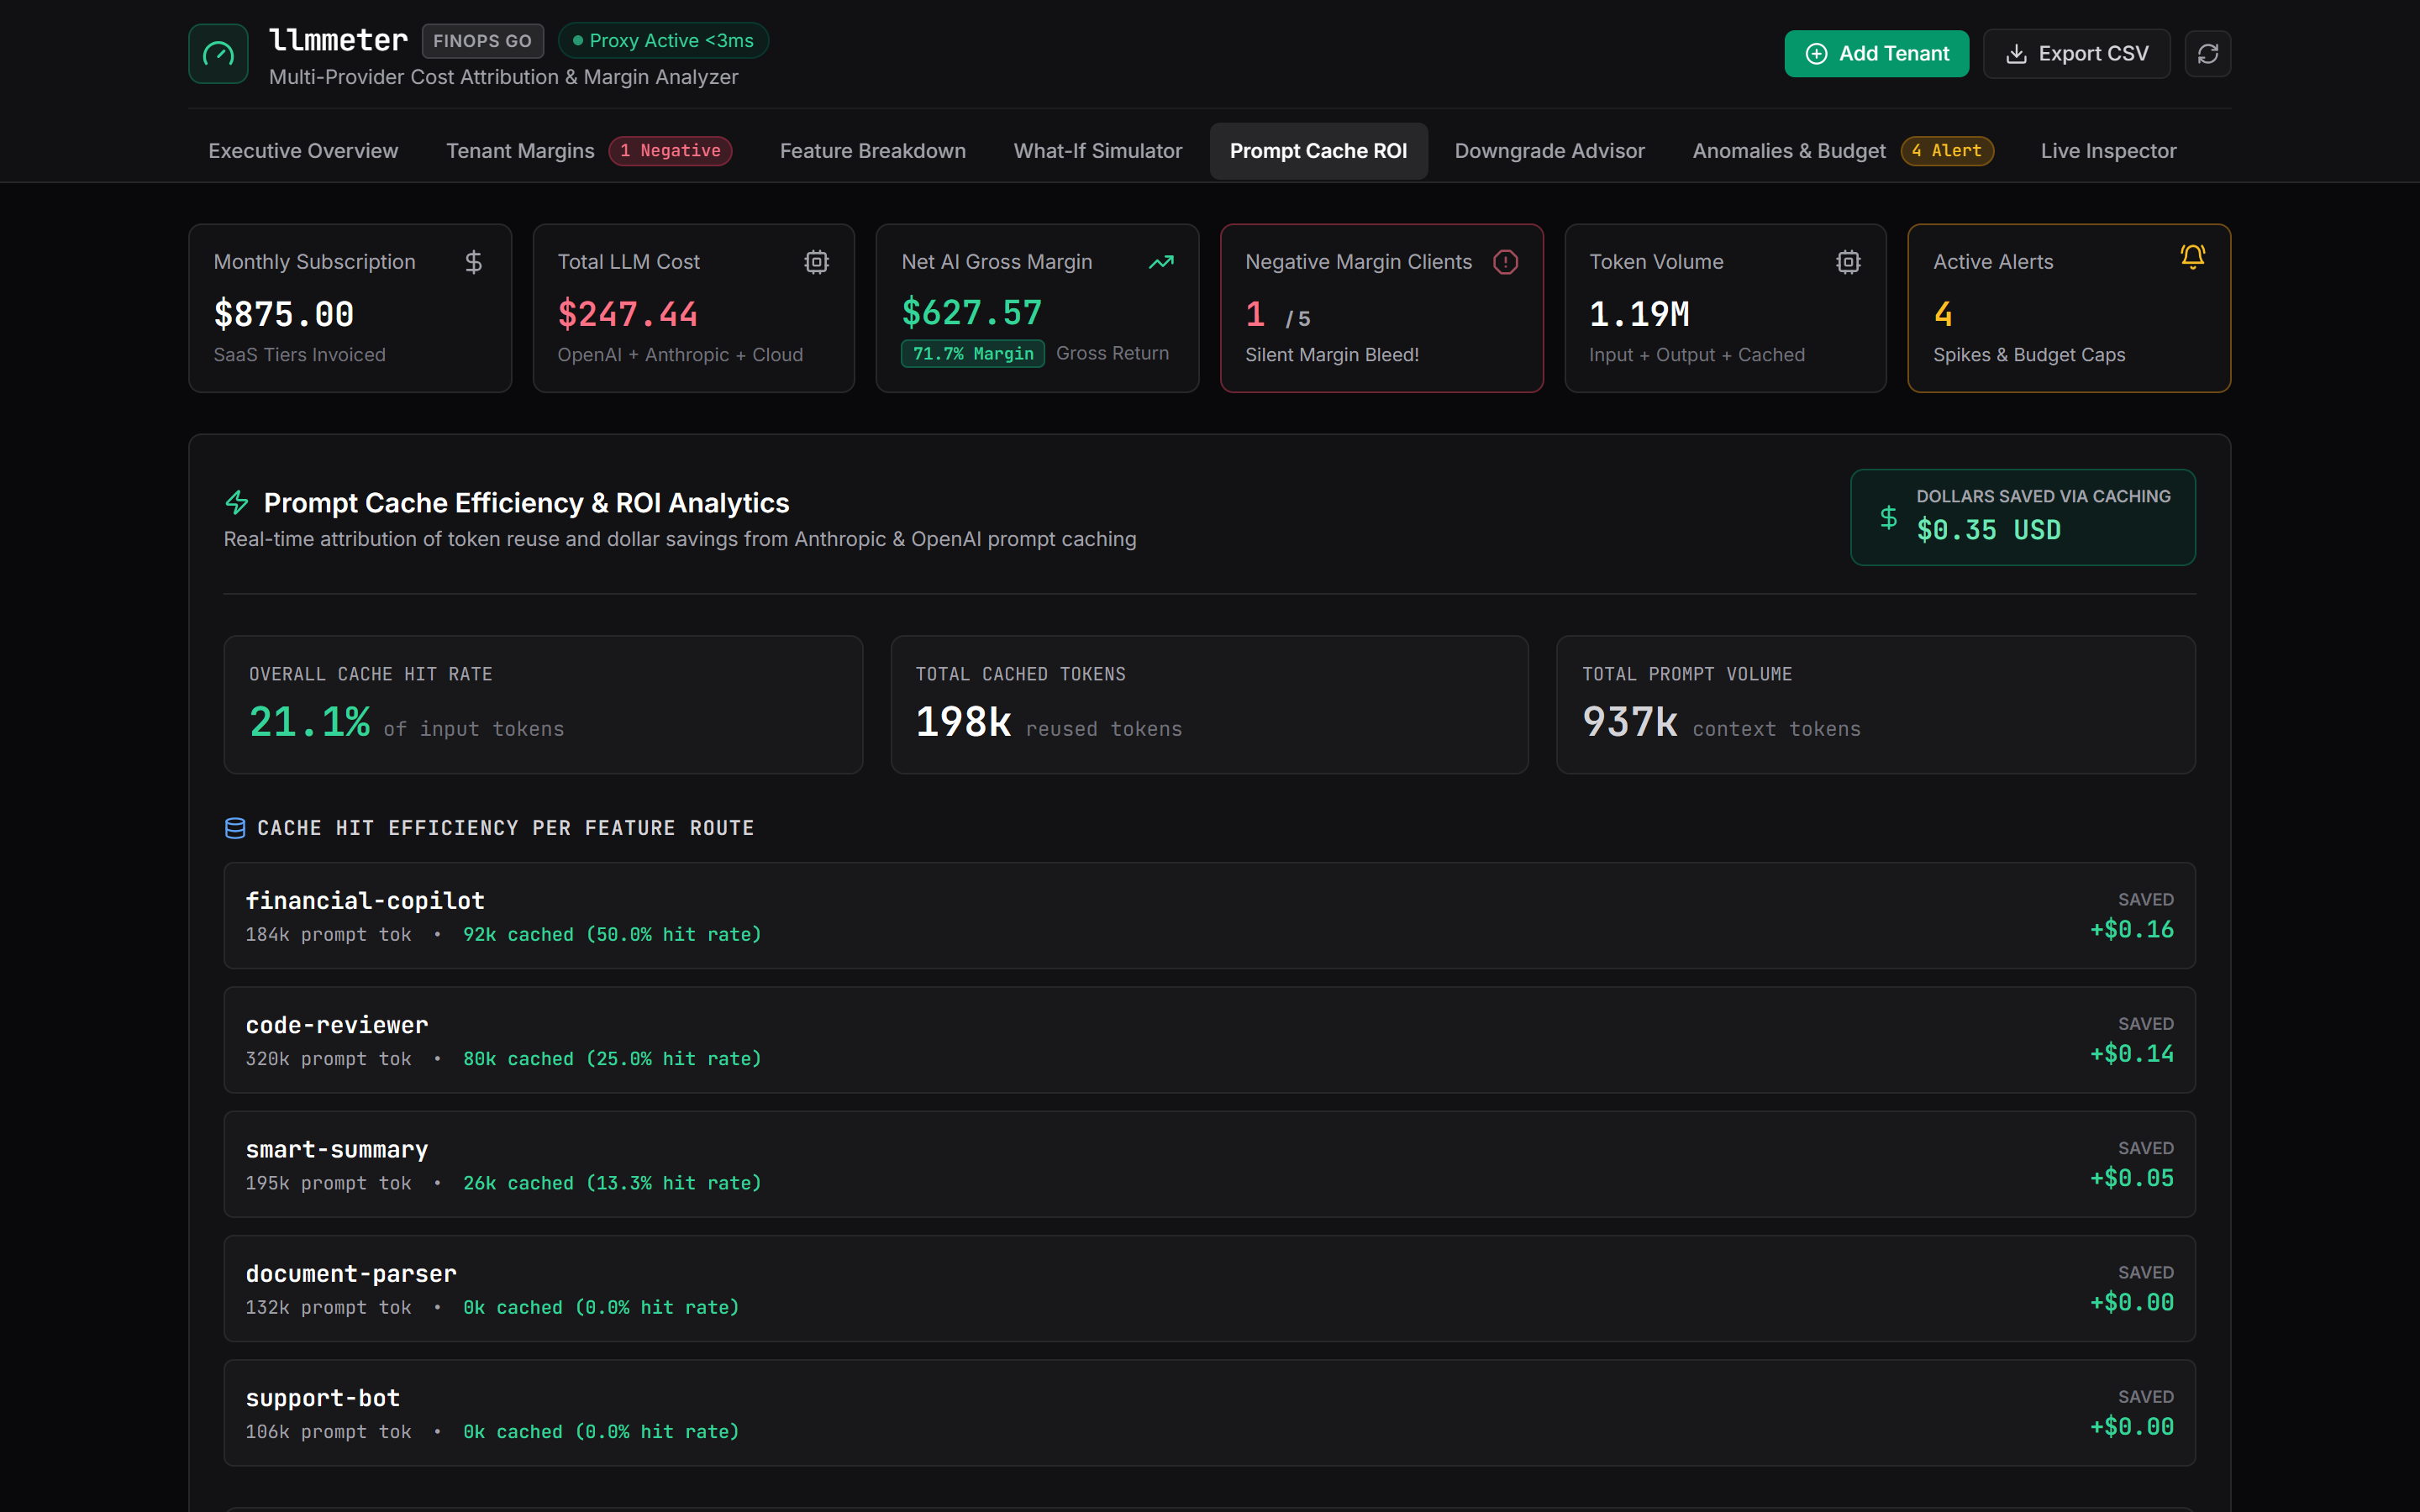 llmmeter FINOPS GO Proxy Active <3ms
Multi-Provider Cost Attribution & Margin Analyzer
Add Tenant Export CSV
Executive Overview Tenant Margins 1 Negative Feature Breakdown What-If Simulator Prompt Cache ROI Downgrade Advisor Anomalies & Budget 4 Alert Live Inspector
Monthly Subscription
$875.00
SaaS Tiers Invoiced
Total LLM Cost
$247.44
OpenAI + Anthropic + Cloud
Net AI Gross Margin
$627.57
71.7% Margin Gross Return
Negative Margin Clients
1 / 5
Silent Margin Bleed!
Token Volume
1.19M
Input + Output + Cached
Active Alerts
4
Spikes & Budget Caps
Prompt Cache Efficiency & ROI Analytics
Real-time attribution of token reuse and dollar savings from Anthropic & OpenAI prompt caching
DOLLARS SAVED VIA CACHING
$0.35 USD
OVERALL CACHE HIT RATE
21.1% of input tokens
TOTAL CACHED TOKENS
198k reused tokens
TOTAL PROMPT VOLUME
937k context tokens
CACHE HIT EFFICIENCY PER FEATURE ROUTE
financial-copilot
184k prompt tok • 92k cached (50.0% hit rate)
SAVED
+$0.16
code-reviewer
320k prompt tok • 80k cached (25.0% hit rate)
SAVED
+$0.14
smart-summary
195k prompt tok • 26k cached (13.3% hit rate)
SAVED
+$0.05
document-parser
132k prompt tok • 0k cached (0.0% hit rate)
SAVED
+$0.00
support-bot
106k prompt tok • 0k cached (0.0% hit rate)
SAVED
+$0.00